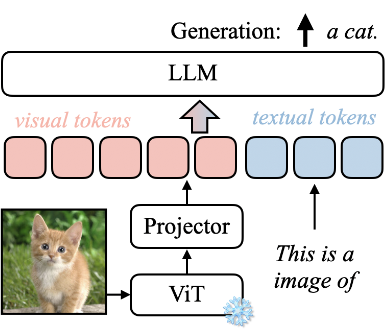 Generation: a cat.
LLM
visual tokens
textual tokens
Projector
This is a
image of
ViT